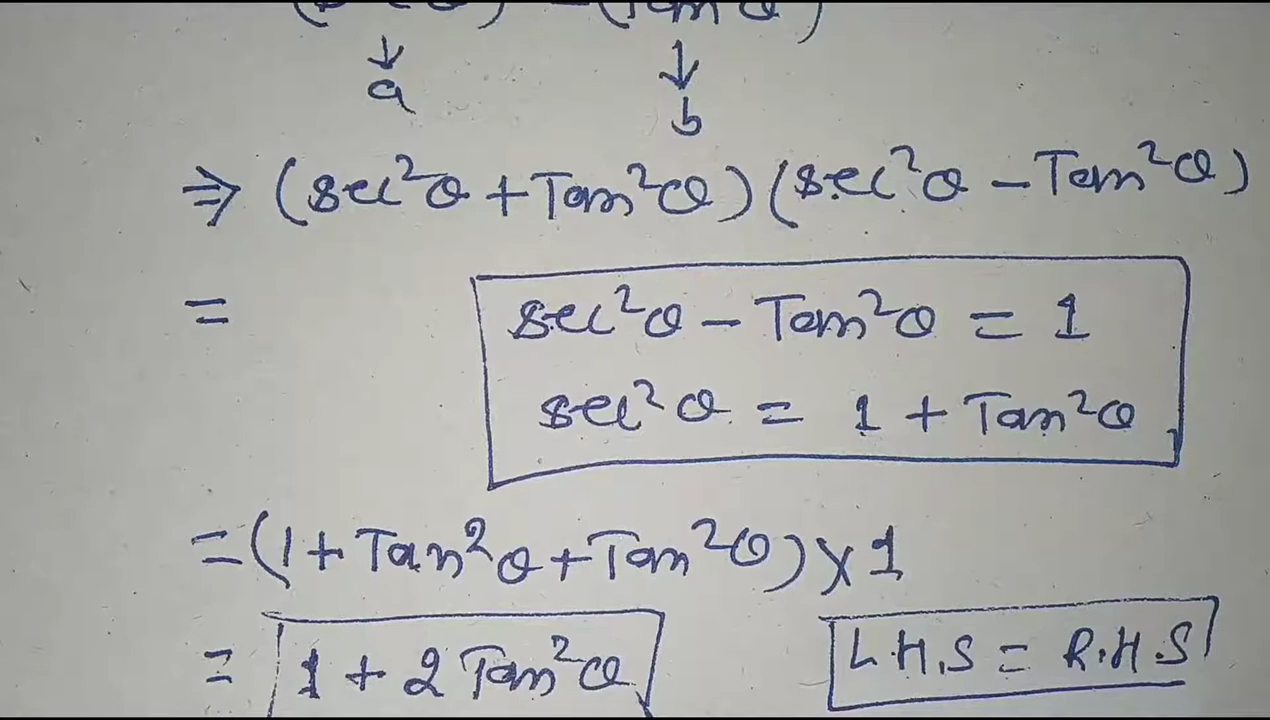 a b
⇒ (sec²θ + Tan²θ) (sec²θ − Tan²θ)
=
sec²θ − Tan²θ = 1
sec²θ = 1 + Tan²θ
= (1 + Tan²θ + Tan²θ) × 1
= 1 + 2 Tan²θ
L.H.S = R.H.S